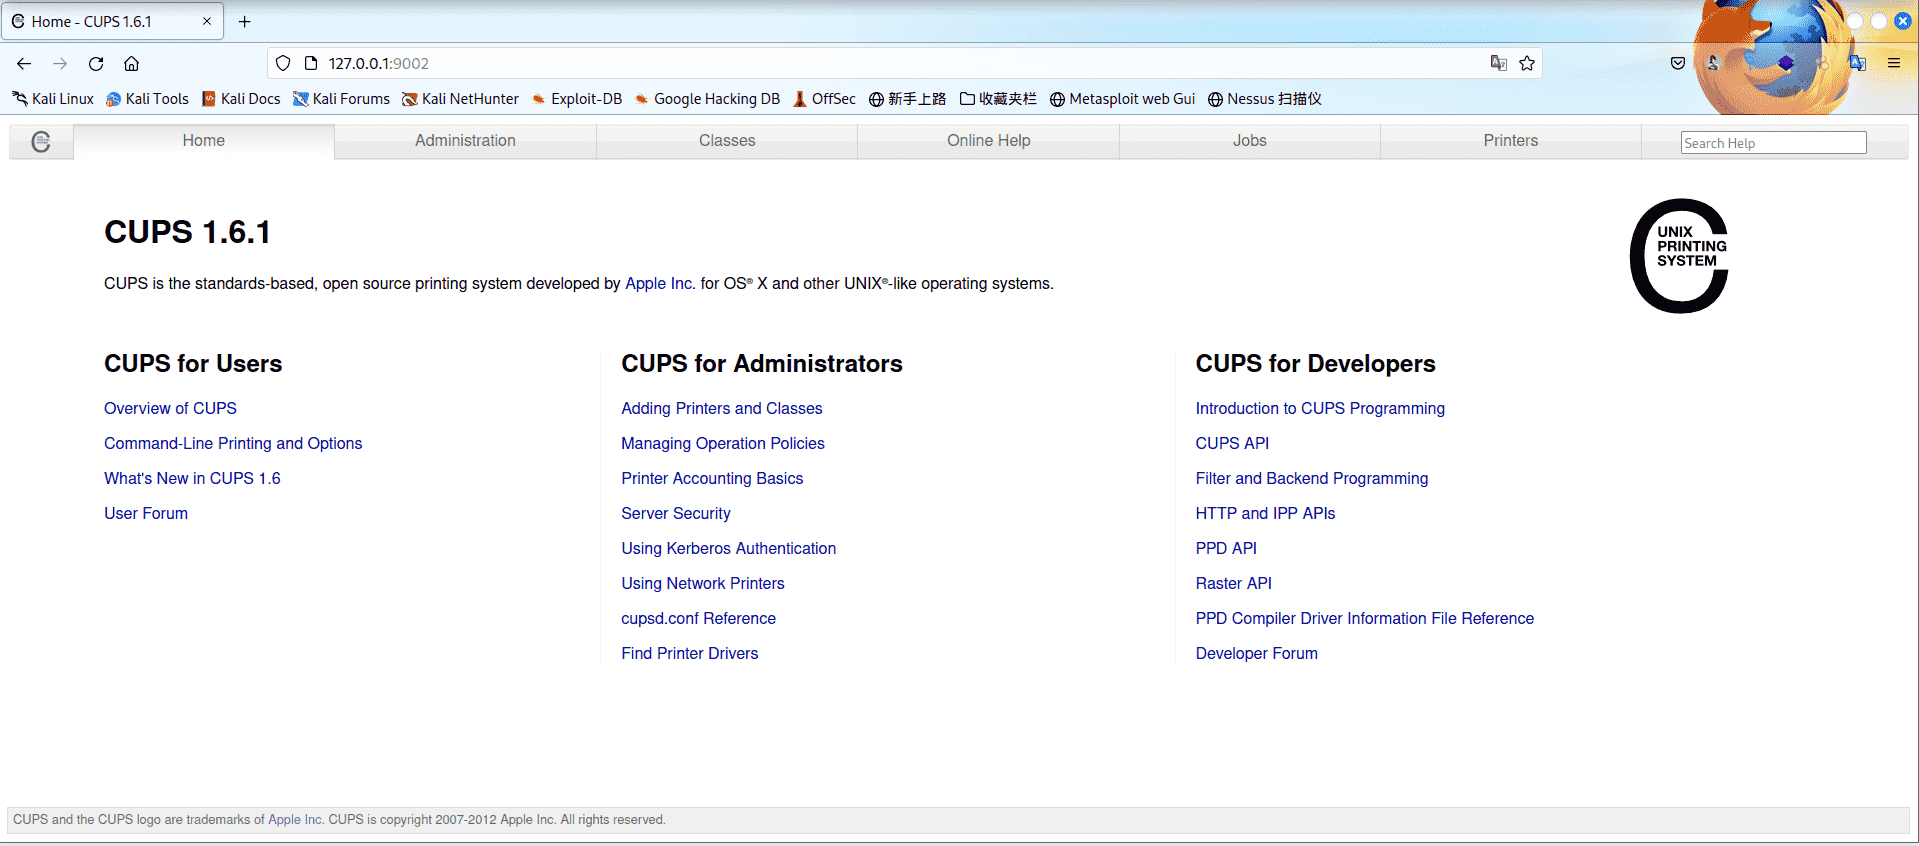 Home - CUPS 1.6.1
127.0.0.1:9002
Kali Linux Kali Tools Kali Docs Kali Forums Kali NetHunter Exploit-DB Google Hacking DB OffSec 新手上路 收藏夹栏 Metasploit web Gui Nessus 扫描仪
Home Administration Classes Online Help Jobs Printers Search Help
CUPS 1.6.1
CUPS is the standards-based, open source printing system developed by Apple Inc. for OS® X and other UNIX®-like operating systems.
UNIX
PRINTING
SYSTEM
CUPS for Users
Overview of CUPS
Command-Line Printing and Options
What's New in CUPS 1.6
User Forum
CUPS for Administrators
Adding Printers and Classes
Managing Operation Policies
Printer Accounting Basics
Server Security
Using Kerberos Authentication
Using Network Printers
cupsd.conf Reference
Find Printer Drivers
CUPS for Developers
Introduction to CUPS Programming
CUPS API
Filter and Backend Programming
HTTP and IPP APIs
PPD API
Raster API
PPD Compiler Driver Information File Reference
Developer Forum
CUPS and the CUPS logo are trademarks of Apple Inc. CUPS is copyright 2007-2012 Apple Inc. All rights reserved.